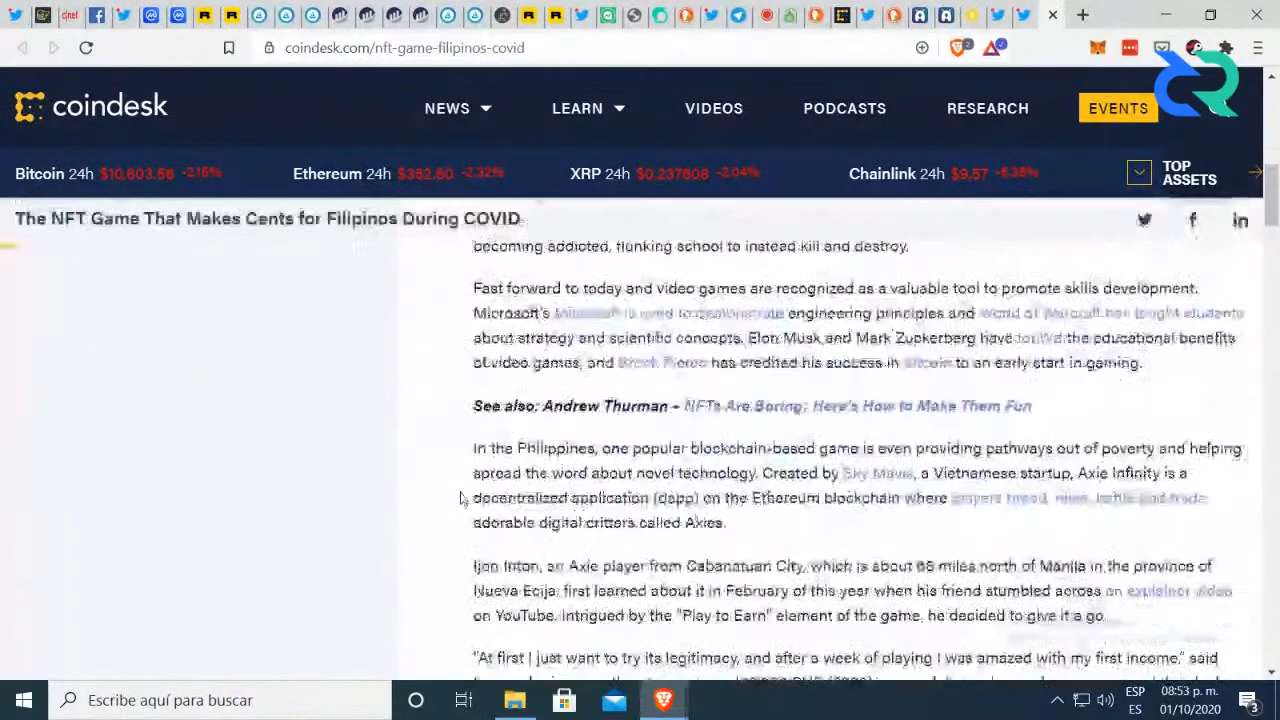 coindesk.com/nft-game-filipinos-covid
2
coindesk
NEWS
LEARN
VIDEOS
PODCASTS
RESEARCH
EVENTS
Bitcoin 24h $10,603.56 -2.15%
Ethereum 24h $352.60 -2.32%
XRP 24h $0.237608 -2.04%
Chainlink 24h $9.57 -5.35%
TOP
ASSETS
The NFT Game That Makes Cents for Filipinos During COVID
becoming addicted, flunking school to instead kill and destroy.
Fast forward to today and video games are recognized as a valuable tool to promote skills development.
Microsoft's Minecraft is used to demonstrate engineering principles and World of Warcraft has taught students
about strategy and scientific concepts. Elon Musk and Mark Zuckerberg have touted the educational benefits
of video games, and Brock Pierce has credited his success in bitcoin to an early start in gaming.
See also: Andrew Thurman – NFTs Are Boring; Here's How to Make Them Fun
In the Philippines, one popular blockchain-based game is even providing pathways out of poverty and helping
spread the word about novel technology. Created by Sky Mavis, a Vietnamese startup, Axie Infinity is a
decentralized application (dapp) on the Ethereum blockchain where players breed, raise, battle and trade
adorable digital critters called Axies.
Ijon Inton, an Axie player from Cabanatuan City, which is about 68 miles north of Manila in the province of
Nueva Ecija, first learned about it in February of this year when his friend stumbled across an explainer video
on YouTube. Intrigued by the "Play to Earn" element of the game, he decided to give it a go.
"At first I just want to try its legitimacy, and after a week of playing I was amazed with my first income," said
Escribe aquí para buscar
ESP
ES
08:53 p. m.
01/10/2020
3